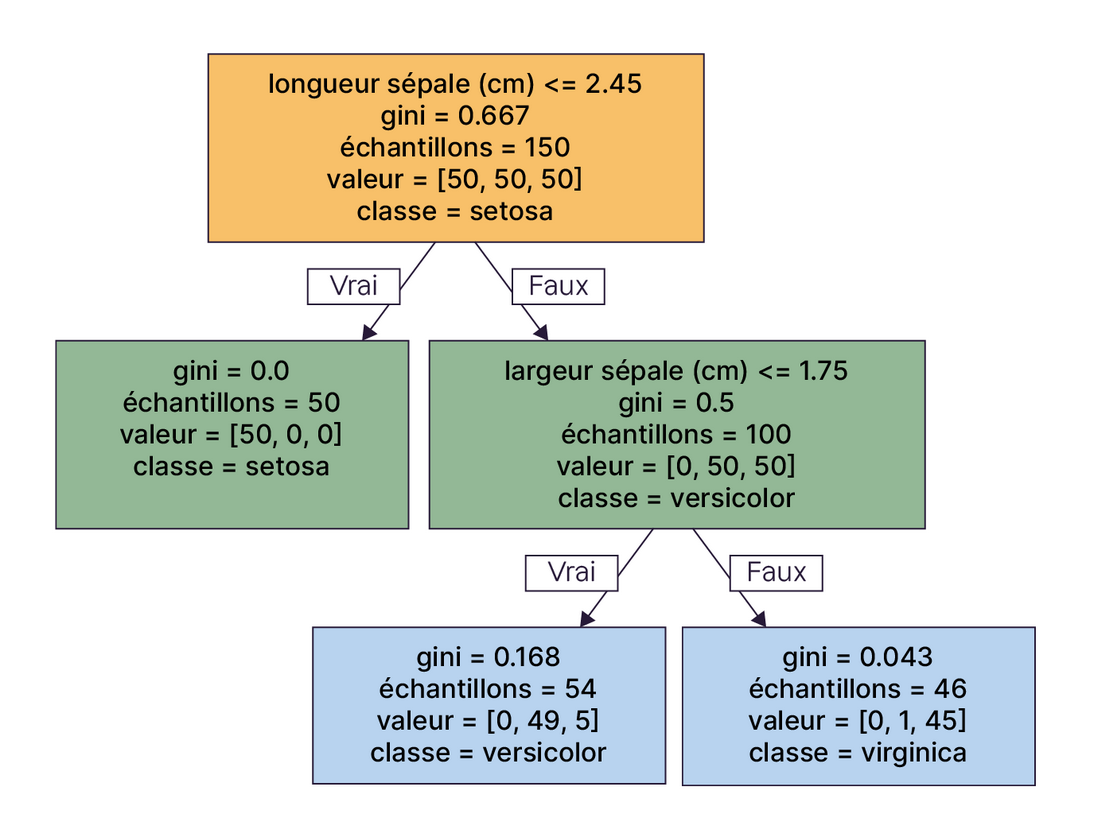 longueur sépale (cm) <= 2.45
gini = 0.667
échantillons = 150
valeur = [50, 50, 50]
classe = setosa
Vrai
Faux
gini = 0.0
échantillons = 50
valeur = [50, 0, 0]
classe = setosa
largeur sépale (cm) <= 1.75
gini = 0.5
échantillons = 100
valeur = [0, 50, 50]
classe = versicolor
Vrai
Faux
gini = 0.168
échantillons = 54
valeur = [0, 49, 5]
classe = versicolor
gini = 0.043
échantillons = 46
valeur = [0, 1, 45]
classe = virginica